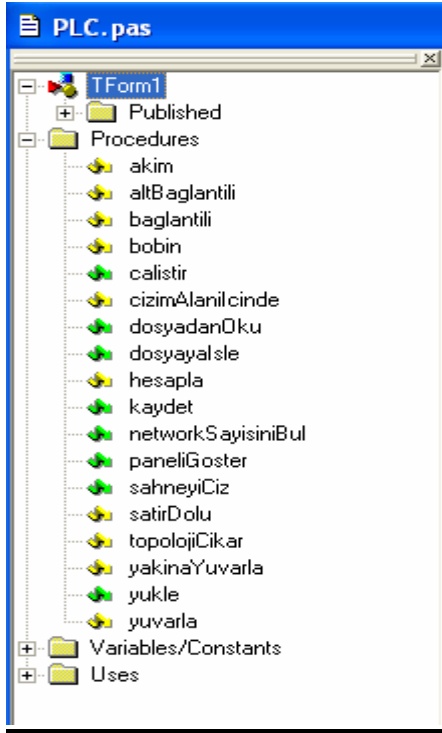 PLC.pas
TForm1
Published
Procedures
akim
altBaglantili
baglantili
bobin
calistir
cizimAlaniIcinde
dosyadanOku
dosyayaIsle
hesapla
kaydet
networkSayisiniBul
paneliGoster
sahneyiCiz
satirDolu
topolojiCikar
yakinaYuvarla
yukle
yuvarla
Variables/Constants
Uses